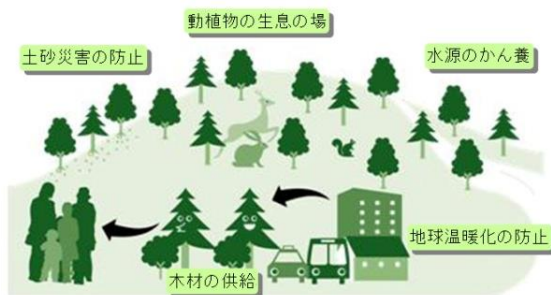 動植物の生息の場
土砂災害の防止
水源のかん養
地球温暖化の防止
木材の供給